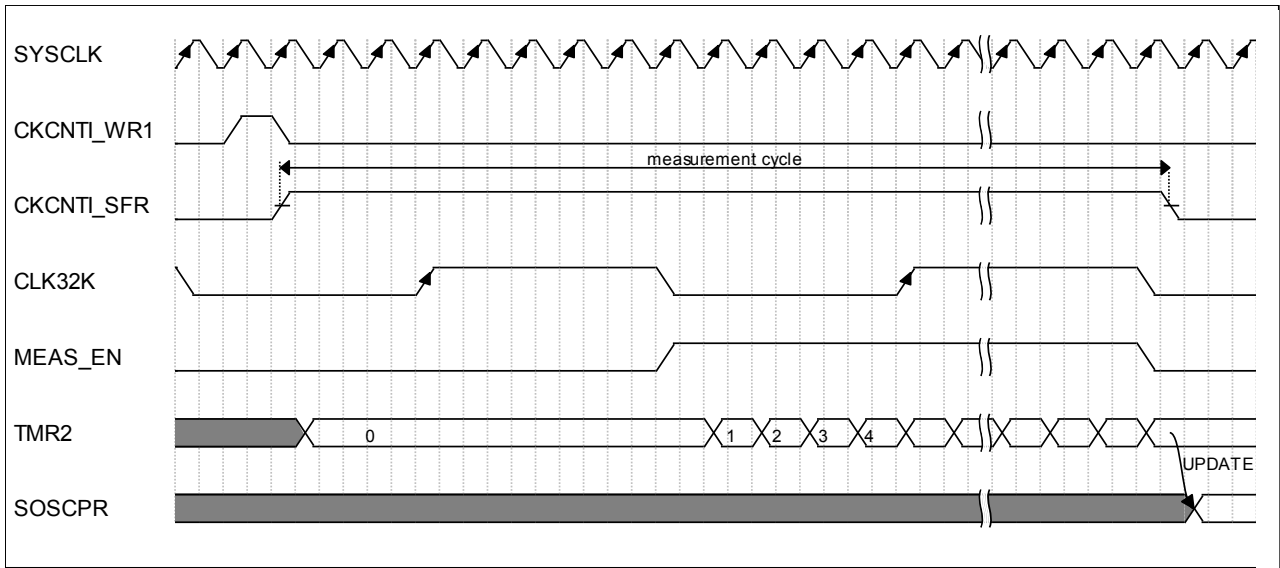 SYSCLK
CKCNTI_WR1
measurement cycle
CKCNTI_SFR
CLK32K
MEAS_EN
TMR2 0 1 2 3 4
UPDATE
SOSCPR